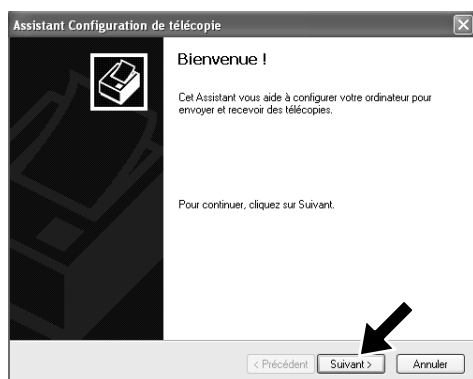 Assistant Configuration de télécopie
Bienvenue !
Cet Assistant vous aide à configurer votre ordinateur pour
envoyer et recevoir des télécopies.
Pour continuer, cliquez sur Suivant.
< Précédent Suivant > Annuler